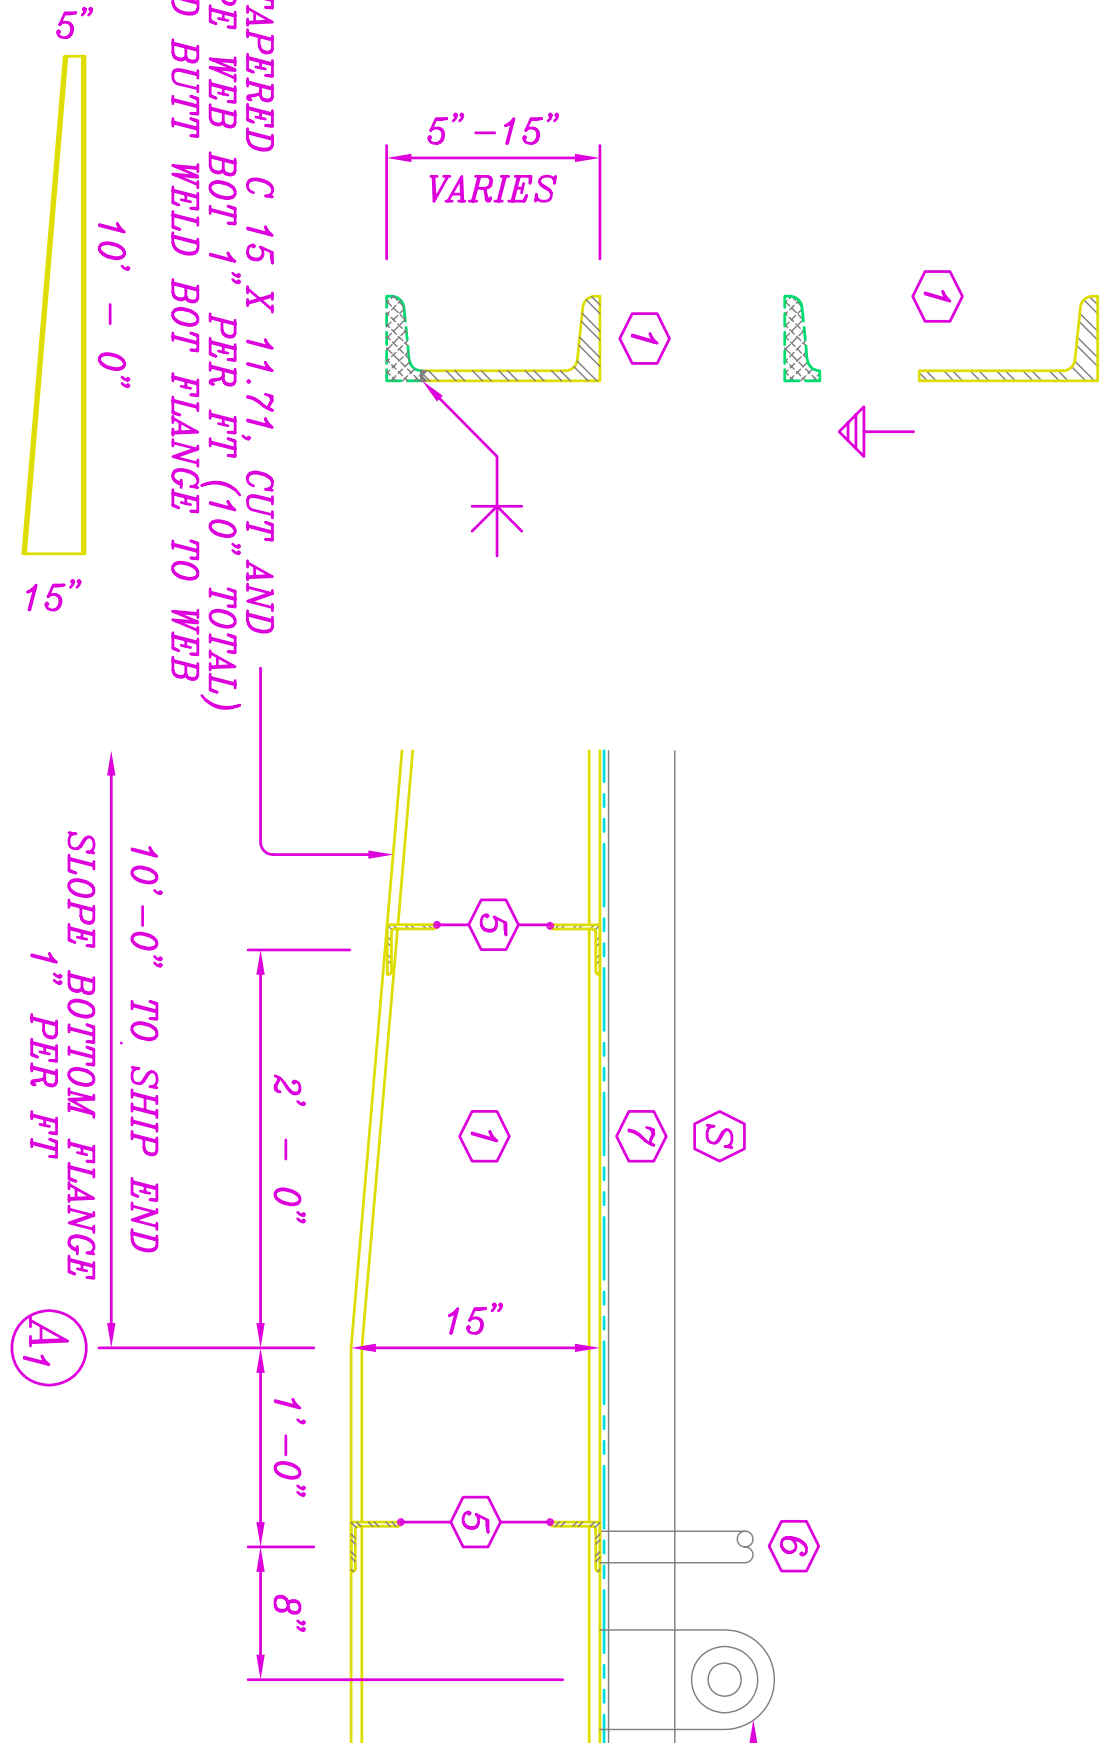 5"
10' - 0"
15"
TAPERED C 15 X 11.71, CUT AND
WEB BOT 1" PER FT (10" TOTAL)
BUTT WELD BOT FLANGE TO WEB
5"-15"
VARIES
1
1
10'-0" TO SHIP END
SLOPE BOTTOM FLANGE
1" PER FT
A1
2' - 0"
1'-0"
8"
15"
5
5
1
7
S
6